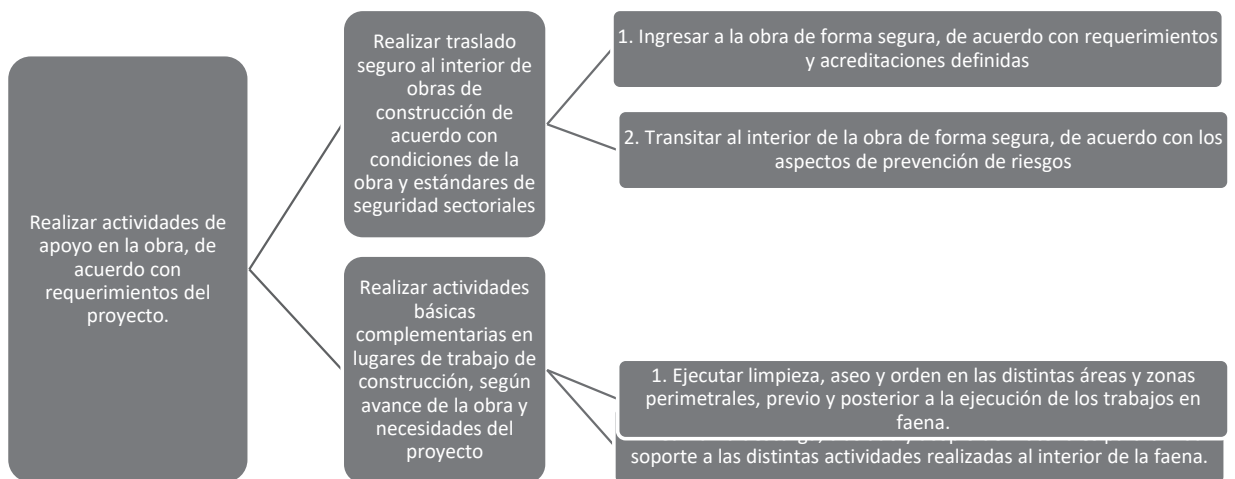 Realizar actividades de
apoyo en la obra, de
acuerdo con
requerimientos del
proyecto.
Realizar traslado
seguro al interior de
obras de
construcción de
acuerdo con
condiciones de la
obra y estándares de
seguridad sectoriales
1. Ingresar a la obra de forma segura, de acuerdo con requerimientos
y acreditaciones definidas
2. Transitar al interior de la obra de forma segura, de acuerdo con los
aspectos de prevención de riesgos
Realizar actividades
básicas
complementarias en
lugares de trabajo de
construcción, según
avance de la obra y
necesidades del
proyecto
1. Ejecutar limpieza, aseo y orden en las distintas áreas y zonas
perimetrales, previo y posterior a la ejecución de los trabajos en
faena.
soporte a las distintas actividades realizadas al interior de la faena.